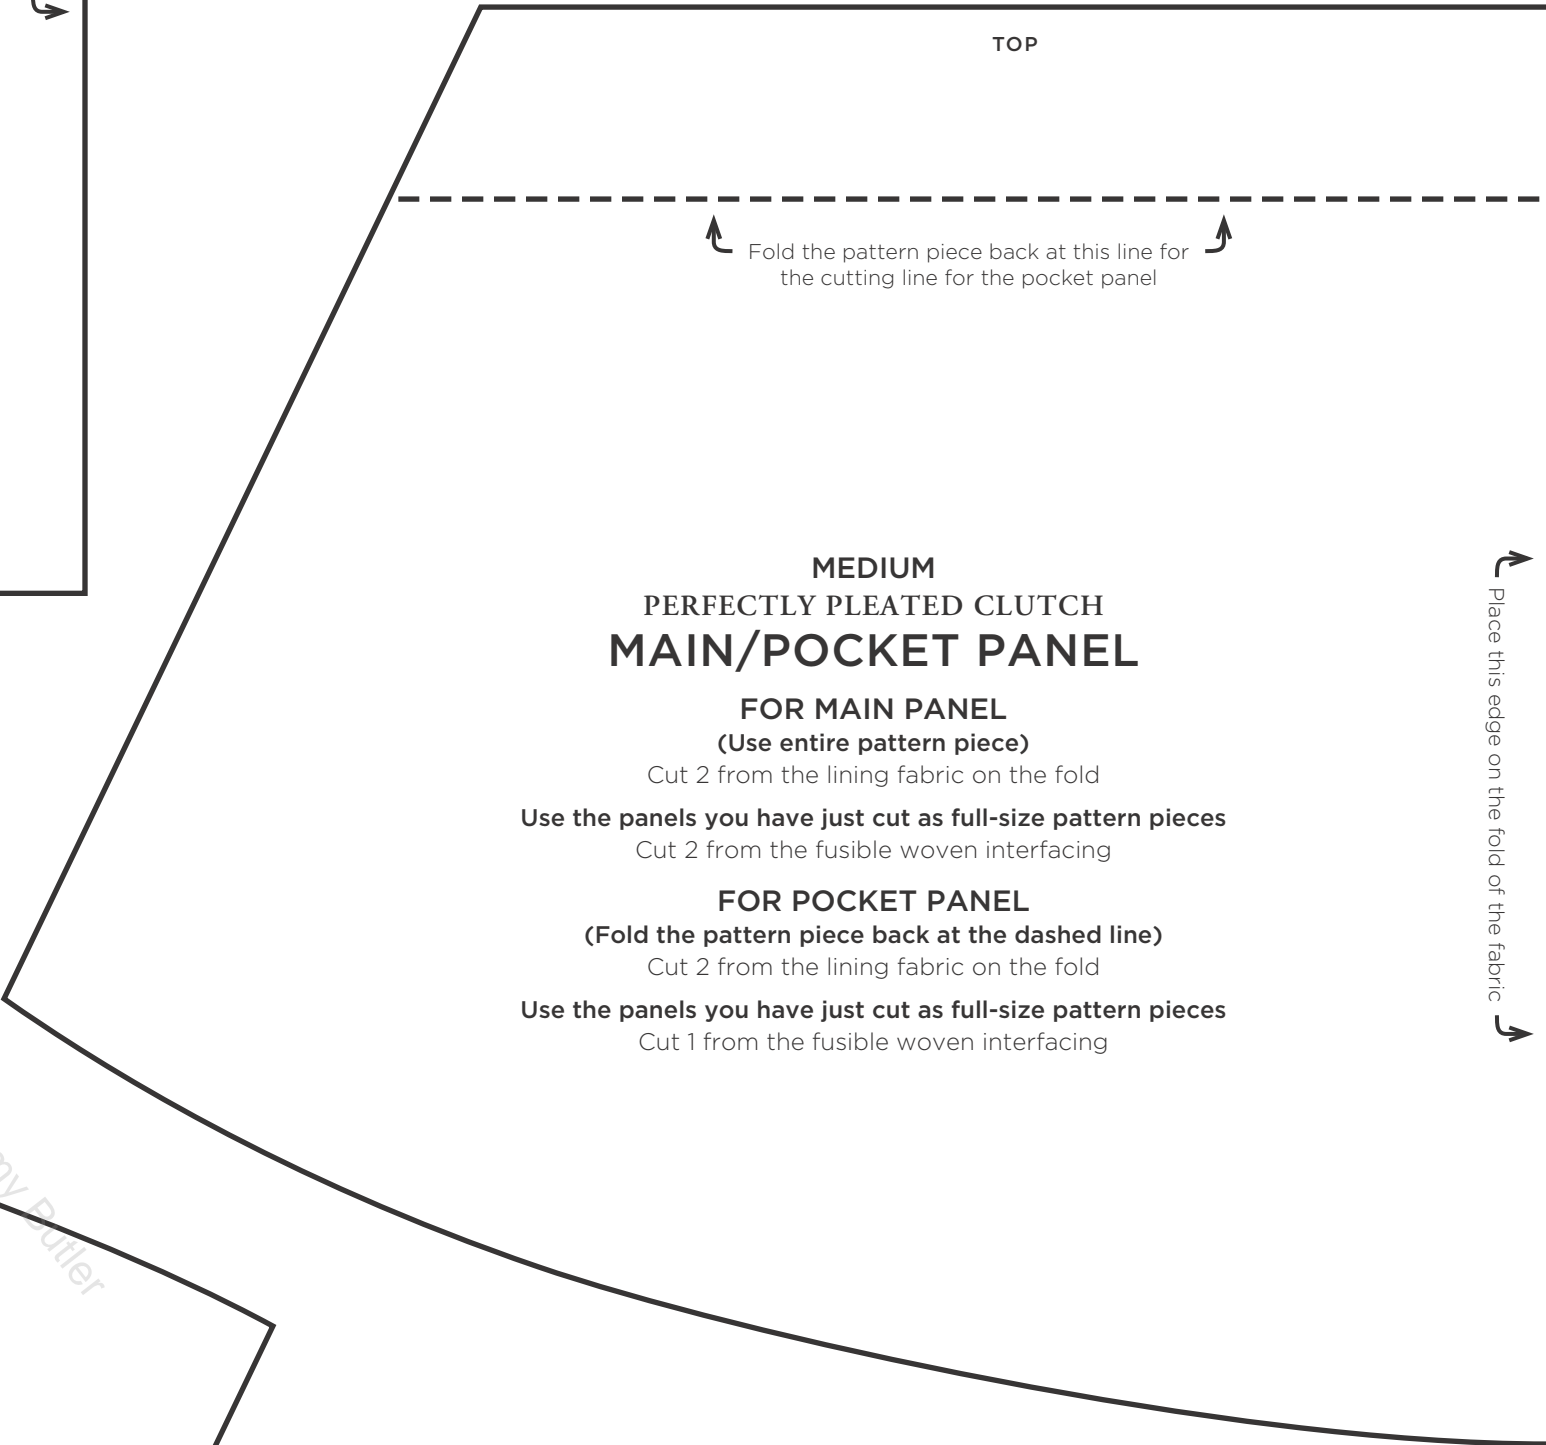 TOP
Fold the pattern piece back at this line for
the cutting line for the pocket panel
MEDIUM
PERFECTLY PLEATED CLUTCH
MAIN/POCKET PANEL
FOR MAIN PANEL
(Use entire pattern piece)
Cut 2 from the lining fabric on the fold
Use the panels you have just cut as full-size pattern pieces
Cut 2 from the fusible woven interfacing
FOR POCKET PANEL
(Fold the pattern piece back at the dashed line)
Cut 2 from the lining fabric on the fold
Use the panels you have just cut as full-size pattern pieces
Cut 1 from the fusible woven interfacing
Place this edge on the fold of the fabric
my Butler